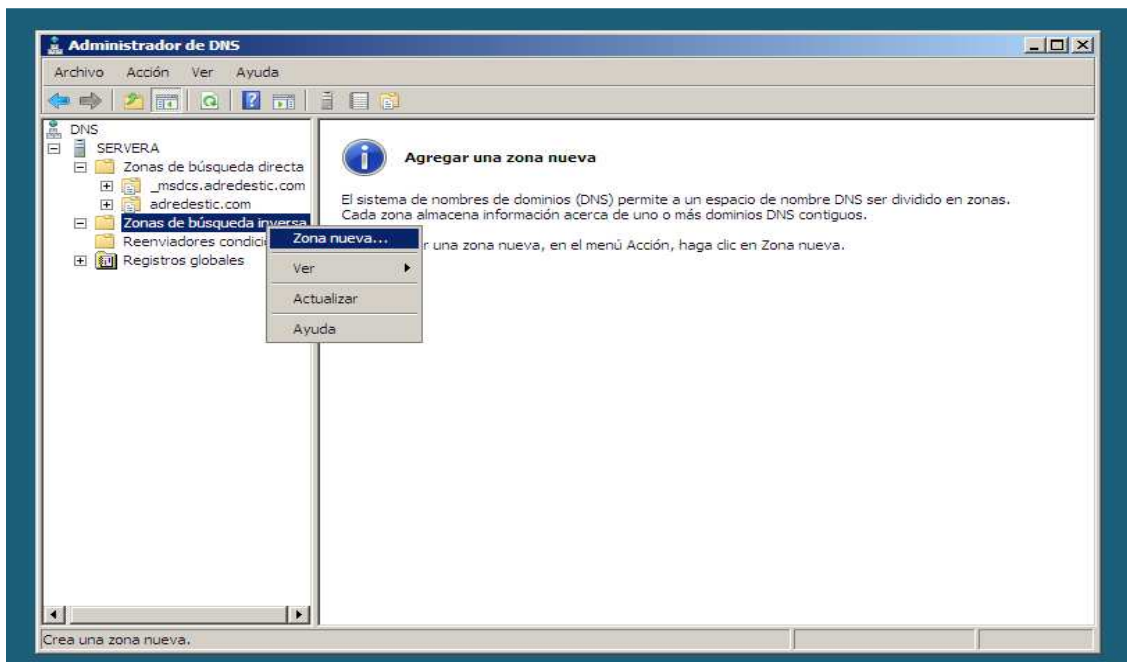 Administrador de DNS
Archivo Acción Ver Ayuda
DNS
SERVERA
Zonas de búsqueda directa
_msdcs.adredestic.com
adredestic.com
Zonas de búsqueda inversa
Reenviadores condici
Registros globales
Zona nueva...
Ver
Actualizar
Ayuda
Agregar una zona nueva
El sistema de nombres de dominios (DNS) permite a un espacio de nombre DNS ser dividido en zonas.
Cada zona almacena información acerca de uno o más dominios DNS contiguos.
r una zona nueva, en el menú Acción, haga clic en Zona nueva.
Crea una zona nueva.